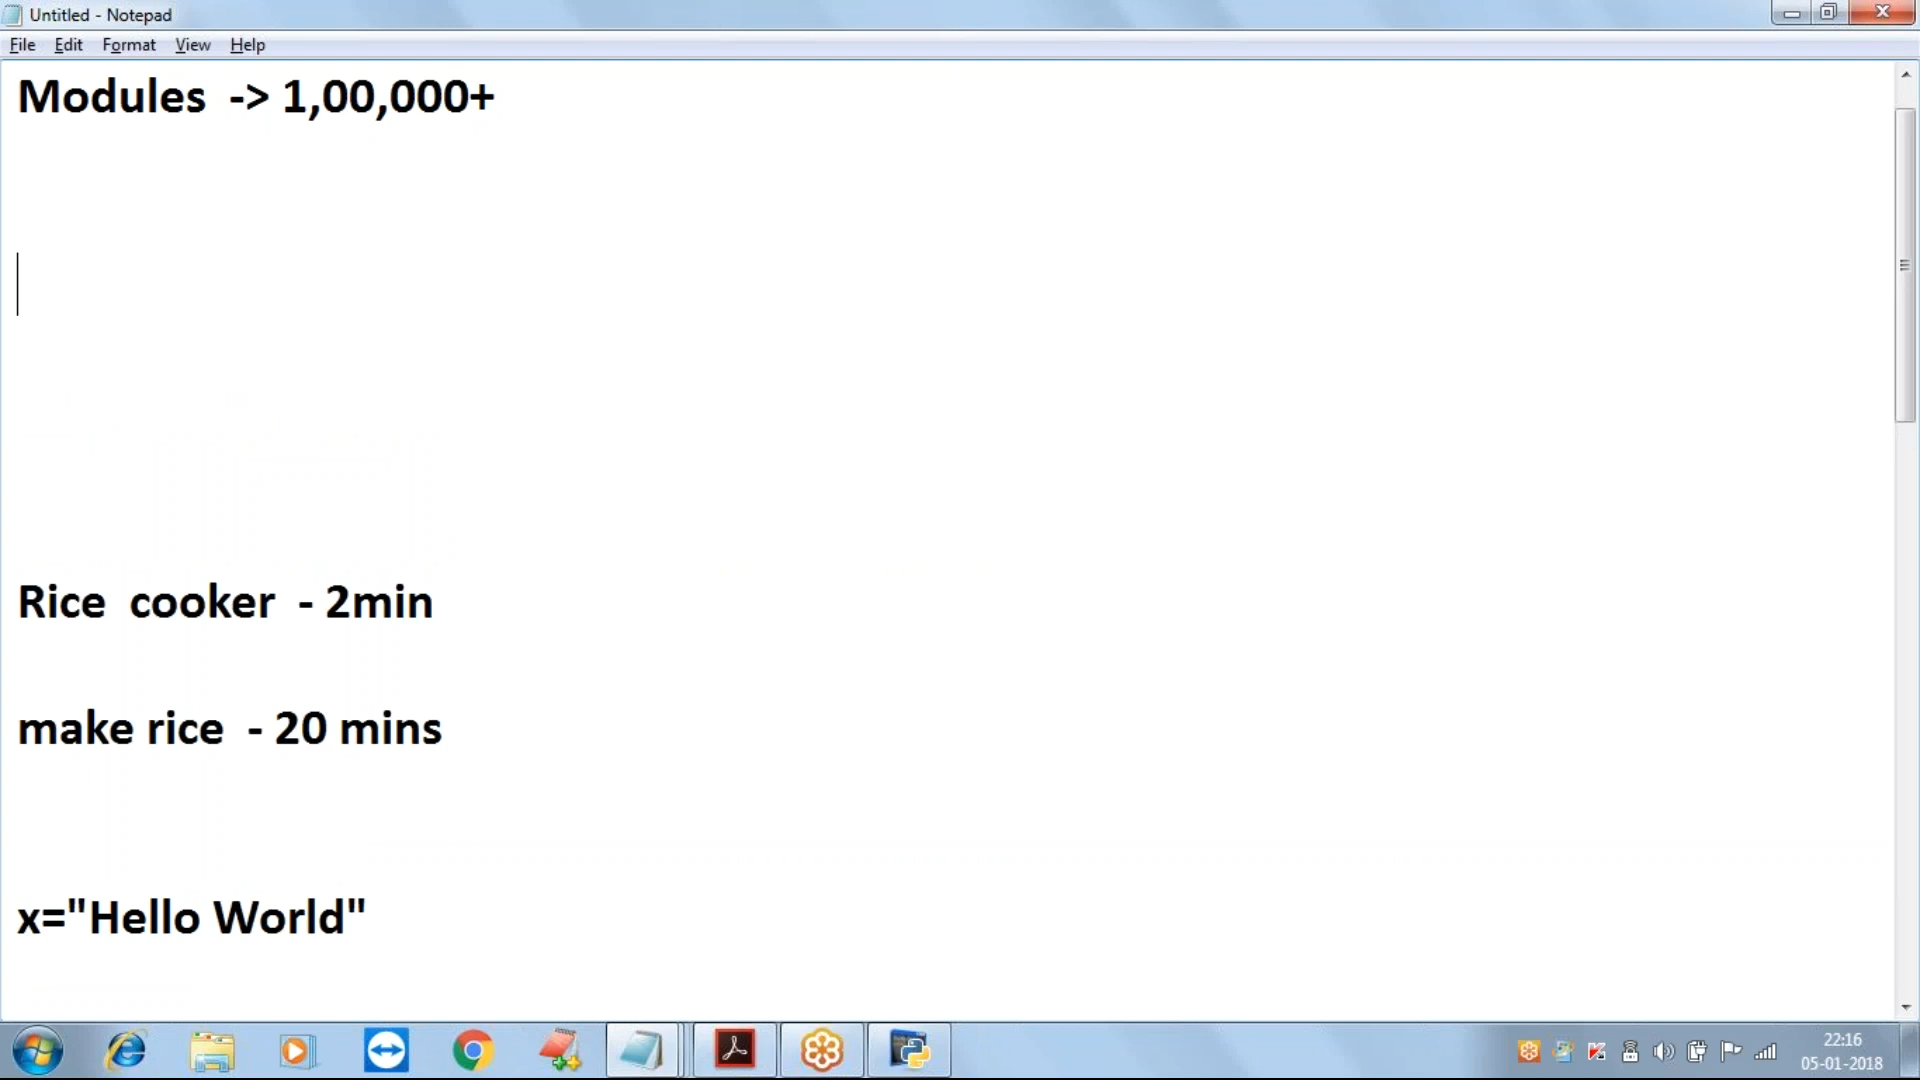 Untitled - Notepad
File Edit Format View Help
Modules -> 1,00,000+
Rice cooker - 2min
make rice - 20 mins
x="Hello World"
22:16
05-01-2018